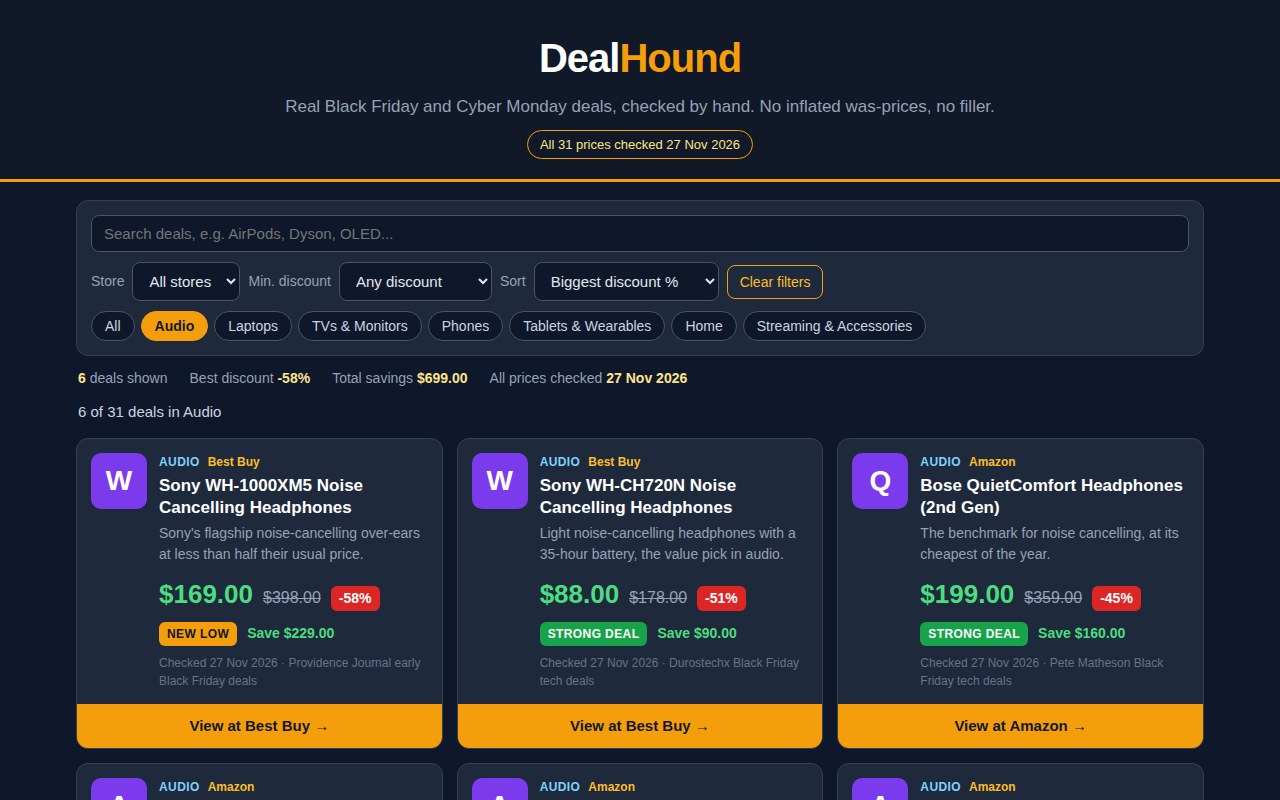 DealHound
Real Black Friday and Cyber Monday deals, checked by hand. No inflated was-prices, no filler.
All 31 prices checked 27 Nov 2026
Search deals, e.g. AirPods, Dyson, OLED...
Store All stores Min. discount Any discount Sort Biggest discount % Clear filters
All Audio Laptops TVs & Monitors Phones Tablets & Wearables Home Streaming & Accessories
6 deals shown Best discount -58% Total savings $699.00 All prices checked 27 Nov 2026
6 of 31 deals in Audio
W
AUDIO Best Buy
Sony WH-1000XM5 Noise
Cancelling Headphones
Sony's flagship noise-cancelling over-ears
at less than half their usual price.
$169.00 $398.00 -58%
NEW LOW Save $229.00
Checked 27 Nov 2026 · Providence Journal early
Black Friday deals
View at Best Buy →
W
AUDIO Best Buy
Sony WH-CH720N Noise
Cancelling Headphones
Light noise-cancelling headphones with a
35-hour battery, the value pick in audio.
$88.00 $178.00 -51%
STRONG DEAL Save $90.00
Checked 27 Nov 2026 · Durostechx Black Friday
tech deals
View at Best Buy →
Q
AUDIO Amazon
Bose QuietComfort Headphones
(2nd Gen)
The benchmark for noise cancelling, at its
cheapest of the year.
$199.00 $359.00 -45%
STRONG DEAL Save $160.00
Checked 27 Nov 2026 · Pete Matheson Black
Friday tech deals
View at Amazon →
A
AUDIO Amazon
A
AUDIO Amazon
A
AUDIO Amazon